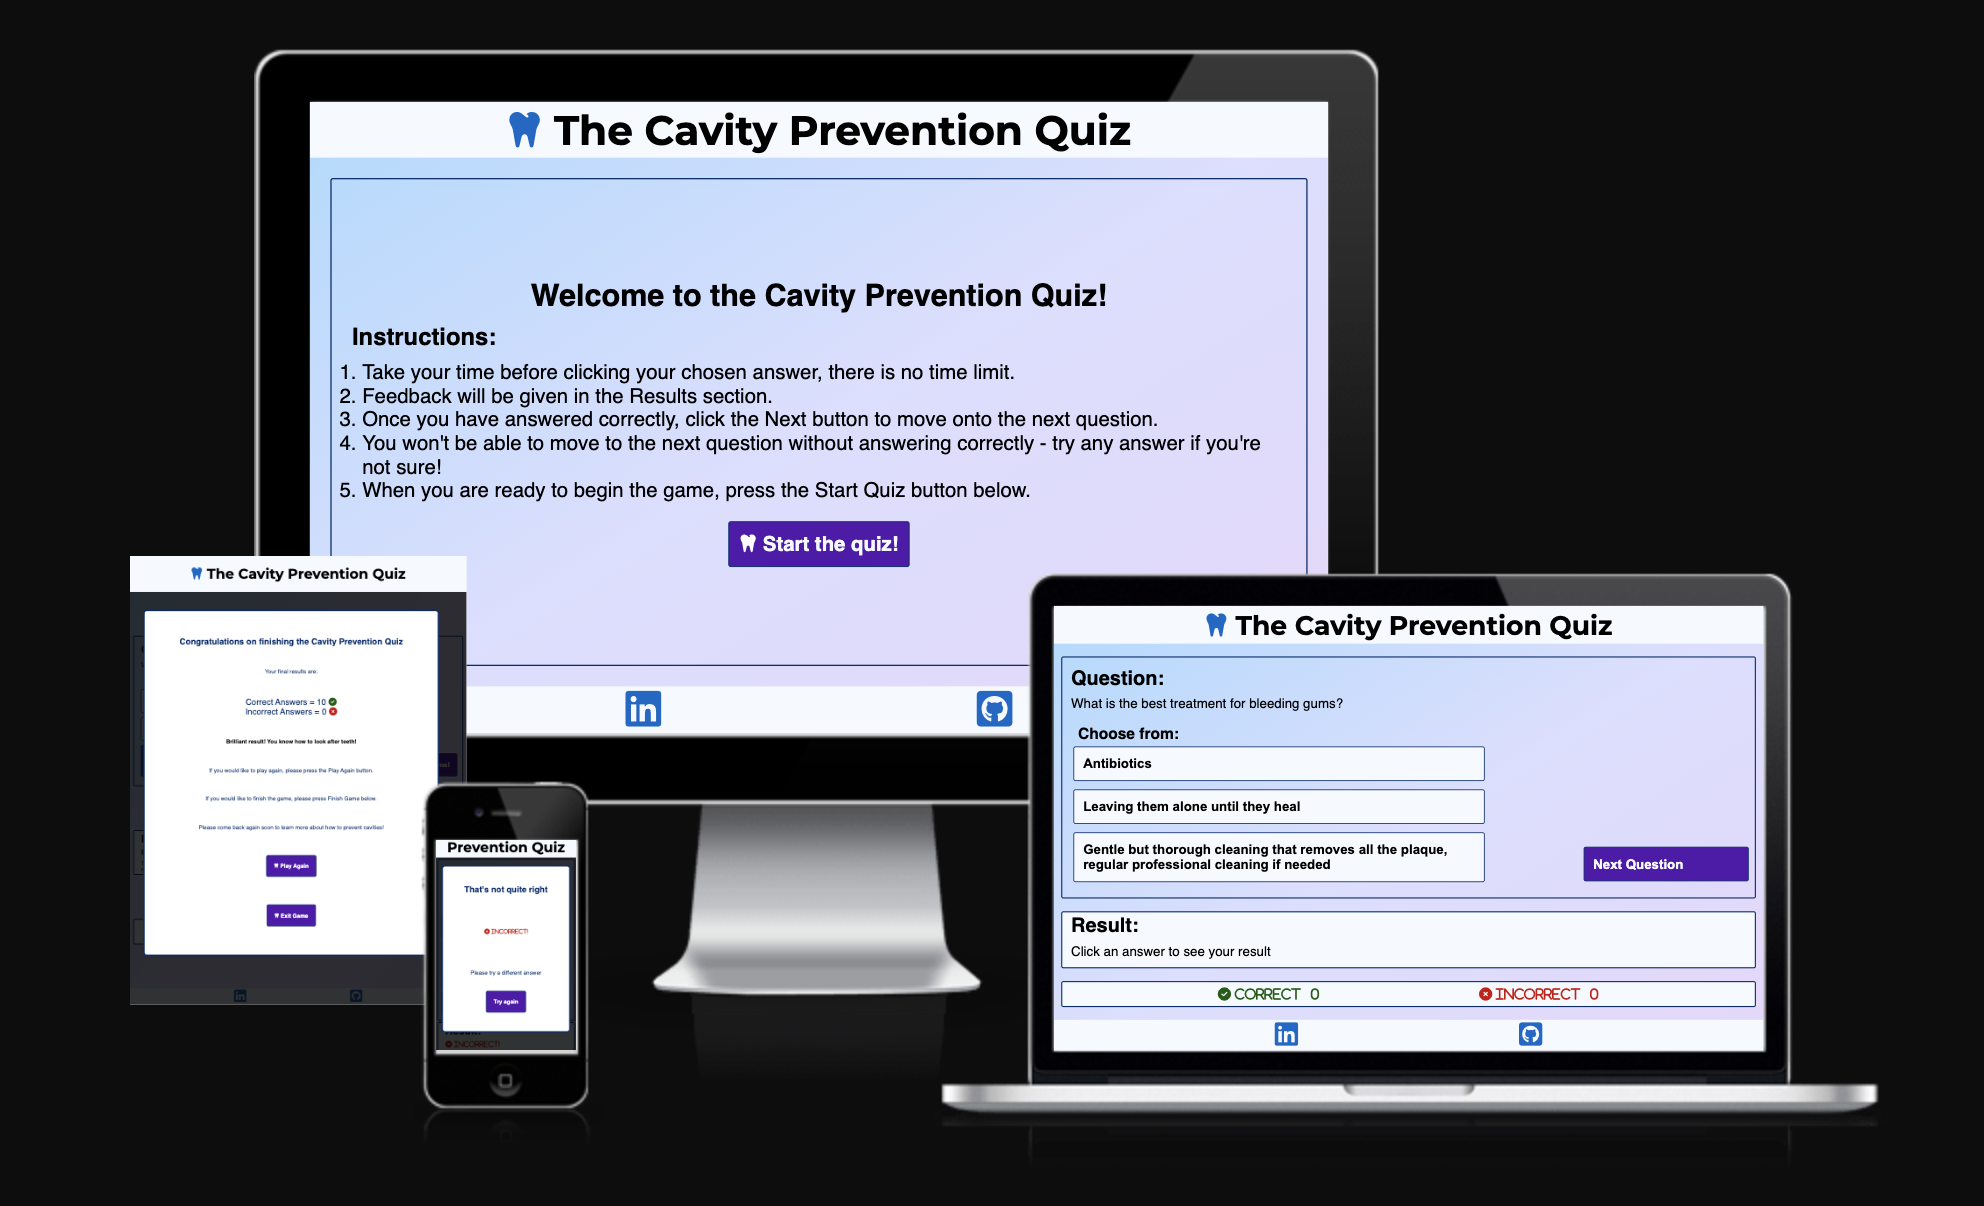 The Cavity Prevention Quiz
Welcome to the Cavity Prevention Quiz!
Instructions:
1. Take your time before clicking your chosen answer, there is no time limit.
2. Feedback will be given in the Results section.
3. Once you have answered correctly, click the Next button to move onto the next question.
4. You won't be able to move to the next question without answering correctly - try any answer if you're
not sure!
5. When you are ready to begin the game, press the Start Quiz button below.
Start the quiz!
in
The Cavity Prevention Quiz
Congratulations on finishing the Cavity Prevention Quiz
Your final results are:
Correct Answers = 10
Incorrect Answers = 0
Brilliant result! You know how to look after teeth!
If you would like to play again, please press the Play Again button.
If you would like to finish the game, please press Finish Game below.
Please come back again soon to learn more about how to prevent cavities!
Play Again
Exit Game
in
Prevention Quiz
That's not quite right
INCORRECT!
Please try a different answer
Try again
INCORRECT!
The Cavity Prevention Quiz
Question:
What is the best treatment for bleeding gums?
Choose from:
Antibiotics
Leaving them alone until they heal
Gentle but thorough cleaning that removes all the plaque,
regular professional cleaning if needed
Next Question
Result:
Click an answer to see your result
CORRECT 0
INCORRECT 0
in